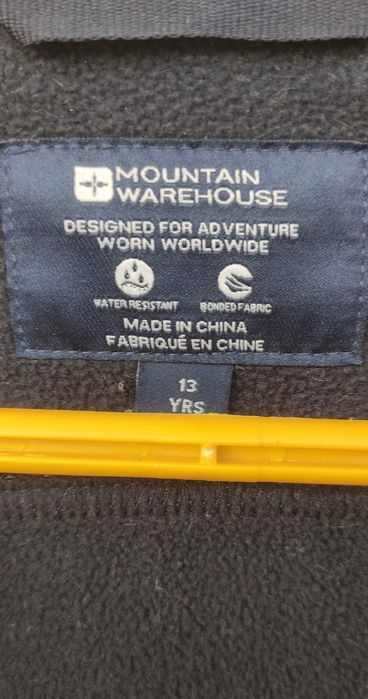 MOUNTAIN
WAREHOUSE
DESIGNED FOR ADVENTURE
WORN WORLDWIDE
WATER RESISTANT BONDED FABRIC
MADE IN CHINA
FABRIQUÉ EN CHINE
13
YRS